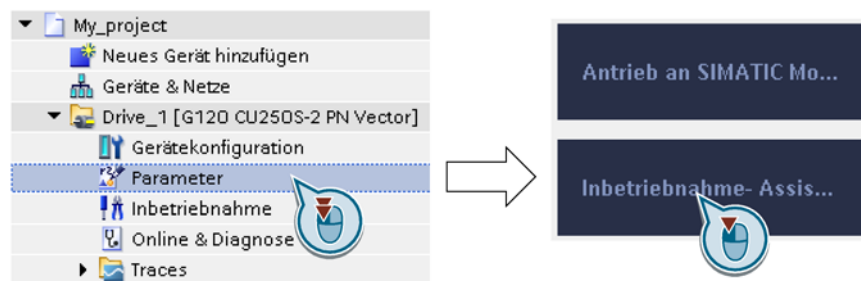 My_project
Neues Gerät hinzufügen
Geräte & Netze
Drive_1 [G120 CU250S-2 PN Vector]
Gerätekonfiguration
Parameter
Inbetriebnahme
Online & Diagnose
Traces
Antrieb an SIMATIC Mo...
Inbetriebnahme- Assis...